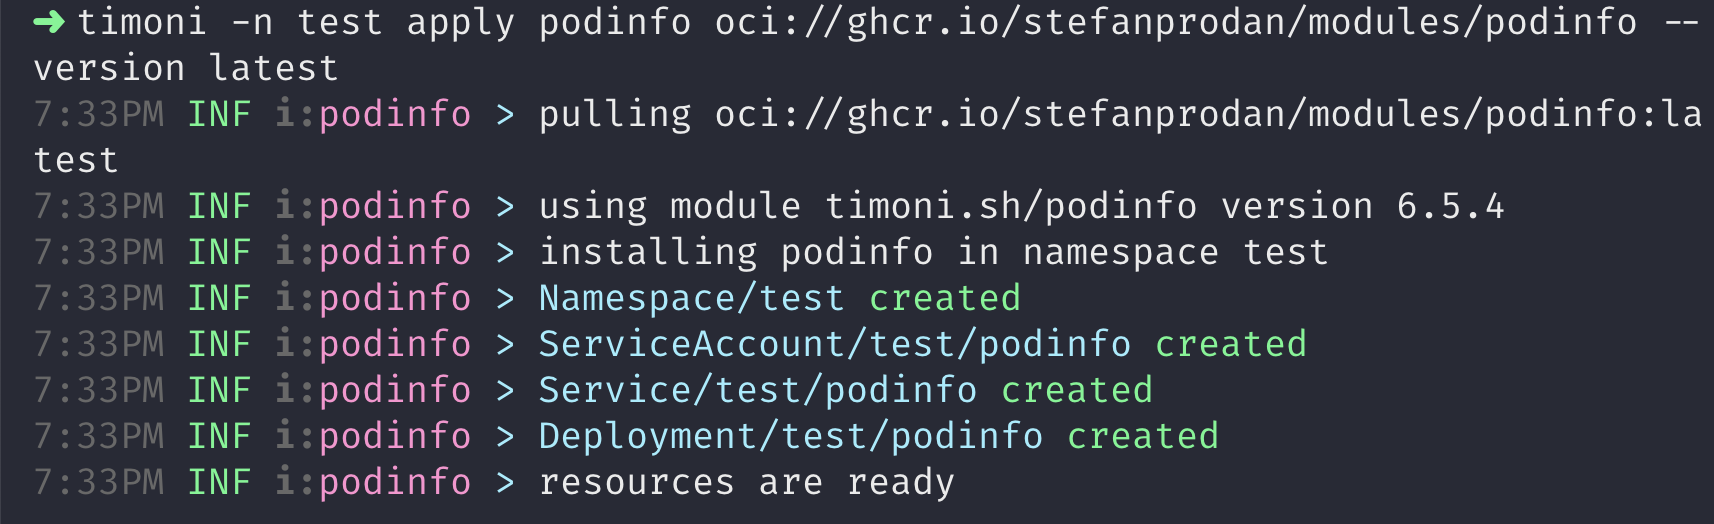 ➜ timoni -n test apply podinfo oci://ghcr.io/stefanprodan/modules/podinfo --
version latest
7:33PM INF i:podinfo > pulling oci://ghcr.io/stefanprodan/modules/podinfo:la
test
7:33PM INF i:podinfo > using module timoni.sh/podinfo version 6.5.4
7:33PM INF i:podinfo > installing podinfo in namespace test
7:33PM INF i:podinfo > Namespace/test created
7:33PM INF i:podinfo > ServiceAccount/test/podinfo created
7:33PM INF i:podinfo > Service/test/podinfo created
7:33PM INF i:podinfo > Deployment/test/podinfo created
7:33PM INF i:podinfo > resources are ready